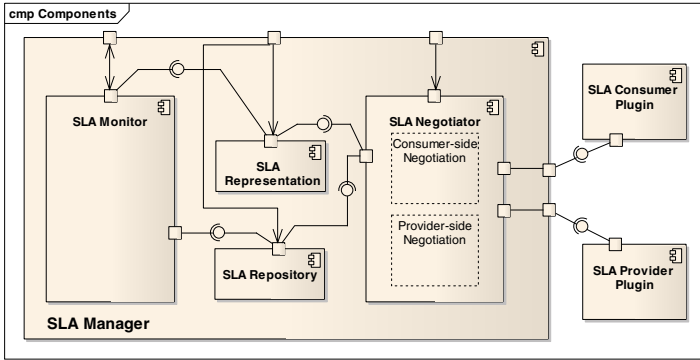 cmp Components
SLA Monitor
SLA Representation
SLA Repository
SLA Negotiator
Consumer-side
Negotiation
Provider-side
Negotiation
SLA Consumer
Plugin
SLA Provider
Plugin
SLA Manager